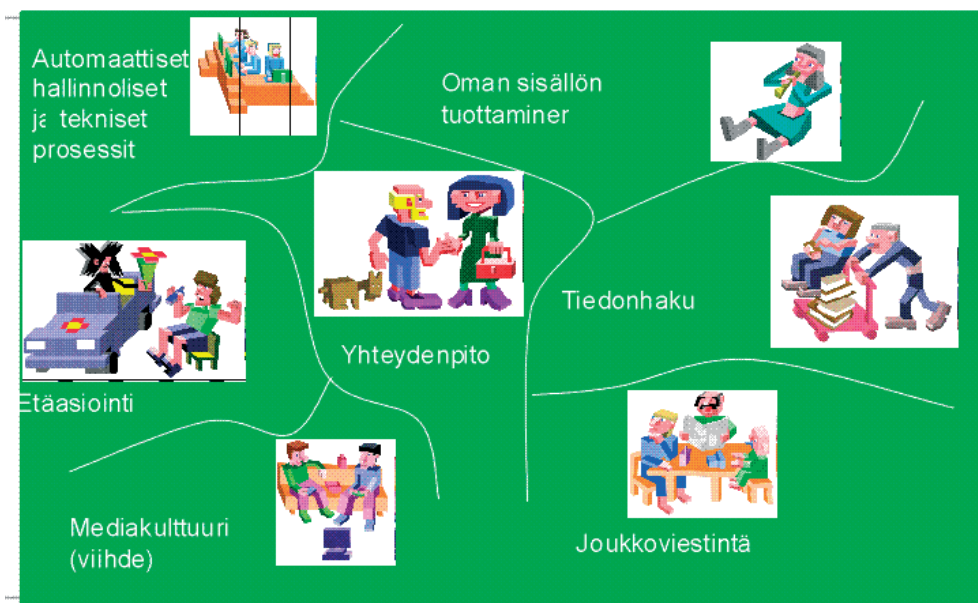 Automaattiset
hallinnoliset
ja tekniset
prosessit
Oman sisällön
tuottaminer
Tiedonhaku
Yhteydenpito
Etäasiointi
Mediakulttuuri
(viihde)
Joukkoviestintä